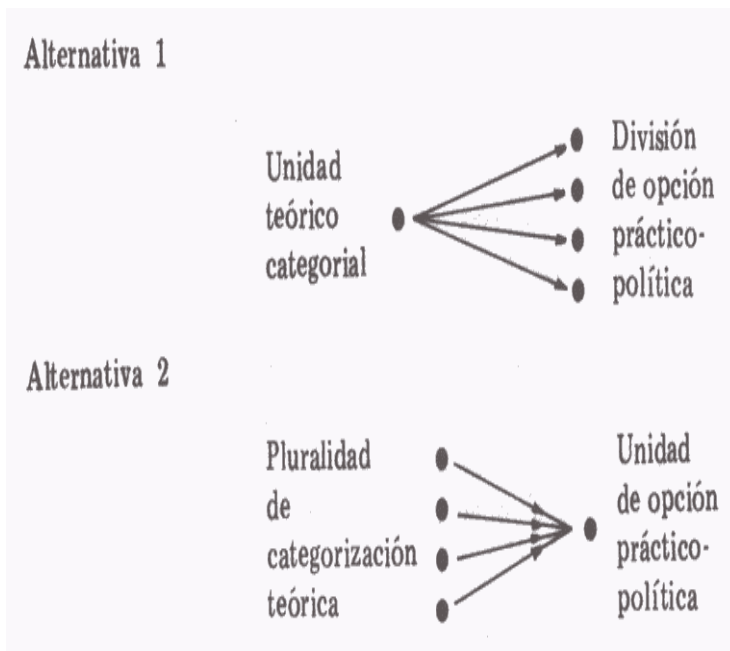 Alternativa 1
Unidad
teórico
categorial
División
de opción
práctico-
política
Alternativa 2
Pluralidad
de
categorización
teórica
Unidad
de opción
práctico-
política